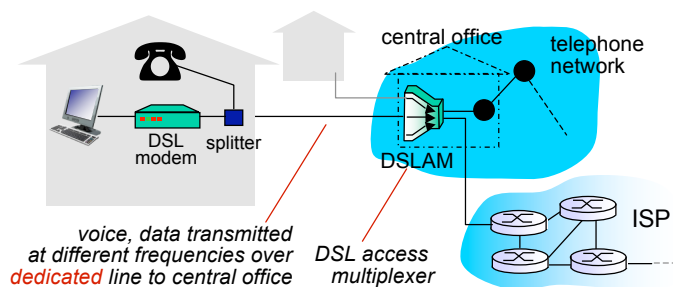 central office
telephone
network
DSL
modem
splitter
DSLAM
ISP
voice, data transmitted
at different frequencies over
dedicated line to central office
DSL access
multiplexer